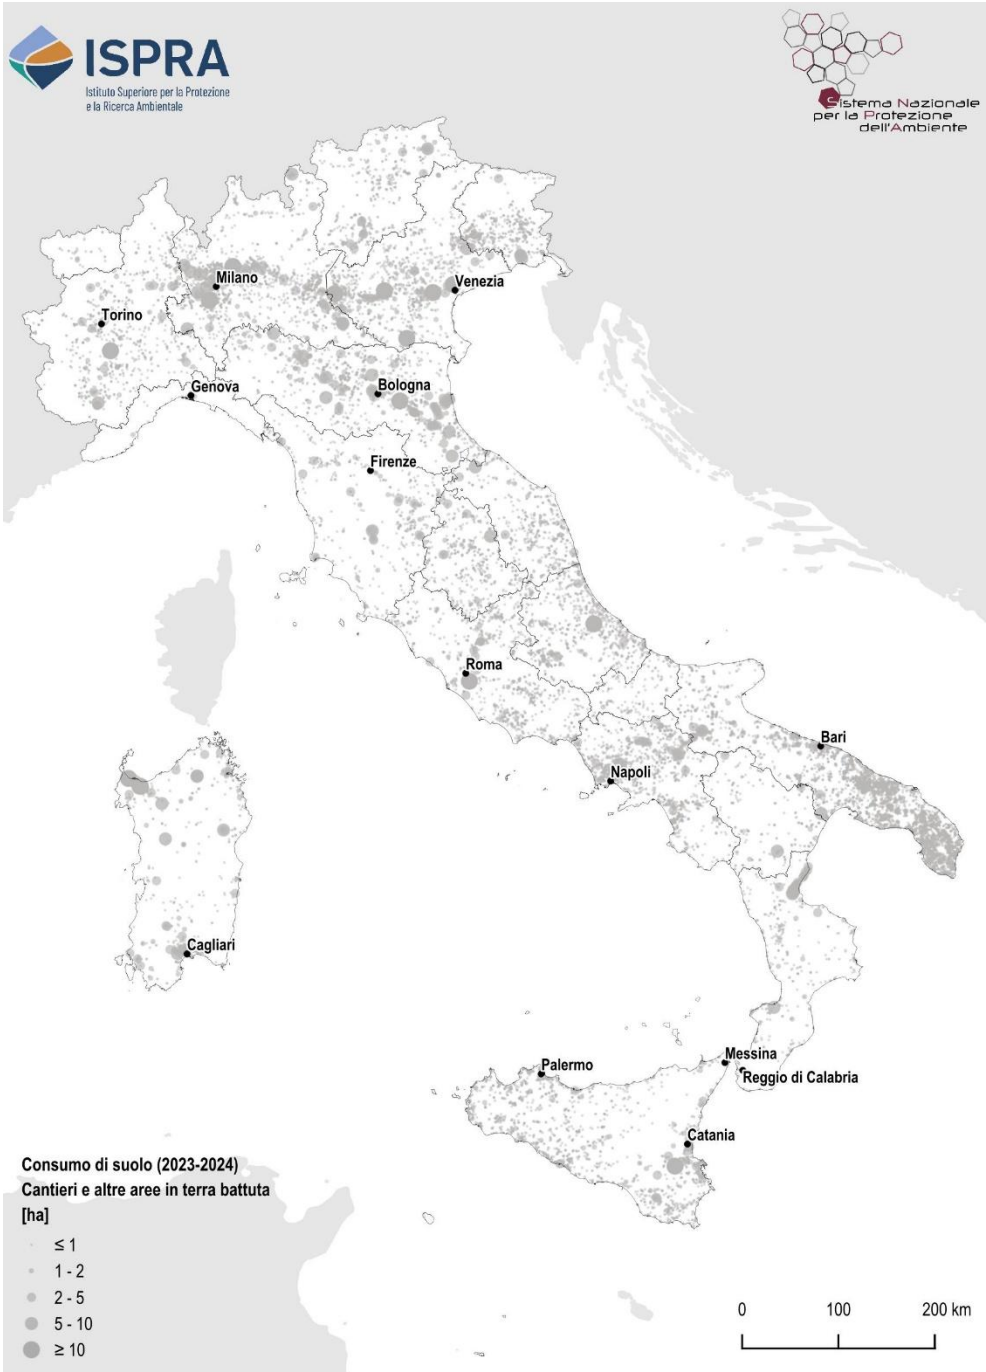 ISPRA
Istituto Superiore per la Protezione
e la Ricerca Ambientale
Sistema Nazionale
per la Protezione
dell'Ambiente
Milano
Venezia
Torino
Genova
Bologna
Firenze
Roma
Bari
Napoli
Cagliari
Messina
Palermo
Reggio di Calabria
Catania
Consumo di suolo (2023-2024)
Cantieri e altre aree in terra battuta
[ha]
≤ 1
1 - 2
2 - 5
5 - 10
≥ 10
0 100 200 km